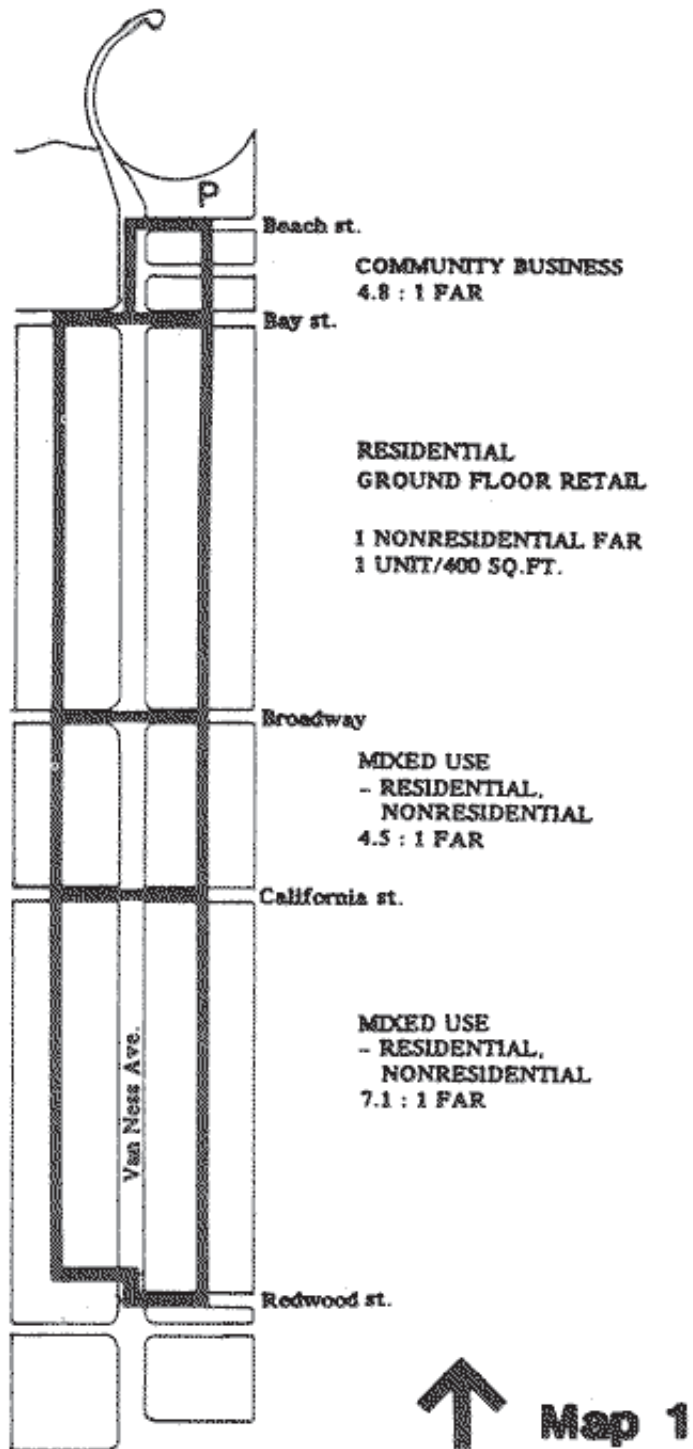 P
Beach st.
COMMUNITY BUSINESS
4.8 : 1 FAR
Bay st.
RESIDENTIAL
GROUND FLOOR RETAIL
1 NONRESIDENTIAL FAR
1 UNIT/400 SQ.FT.
Broadway
MIXED USE
- RESIDENTIAL,
NONRESIDENTIAL
4.5 : 1 FAR
California st.
MIXED USE
- RESIDENTIAL,
NONRESIDENTIAL
7.1 : 1 FAR
Van Ness Ave.
Redwood st.
Map 1